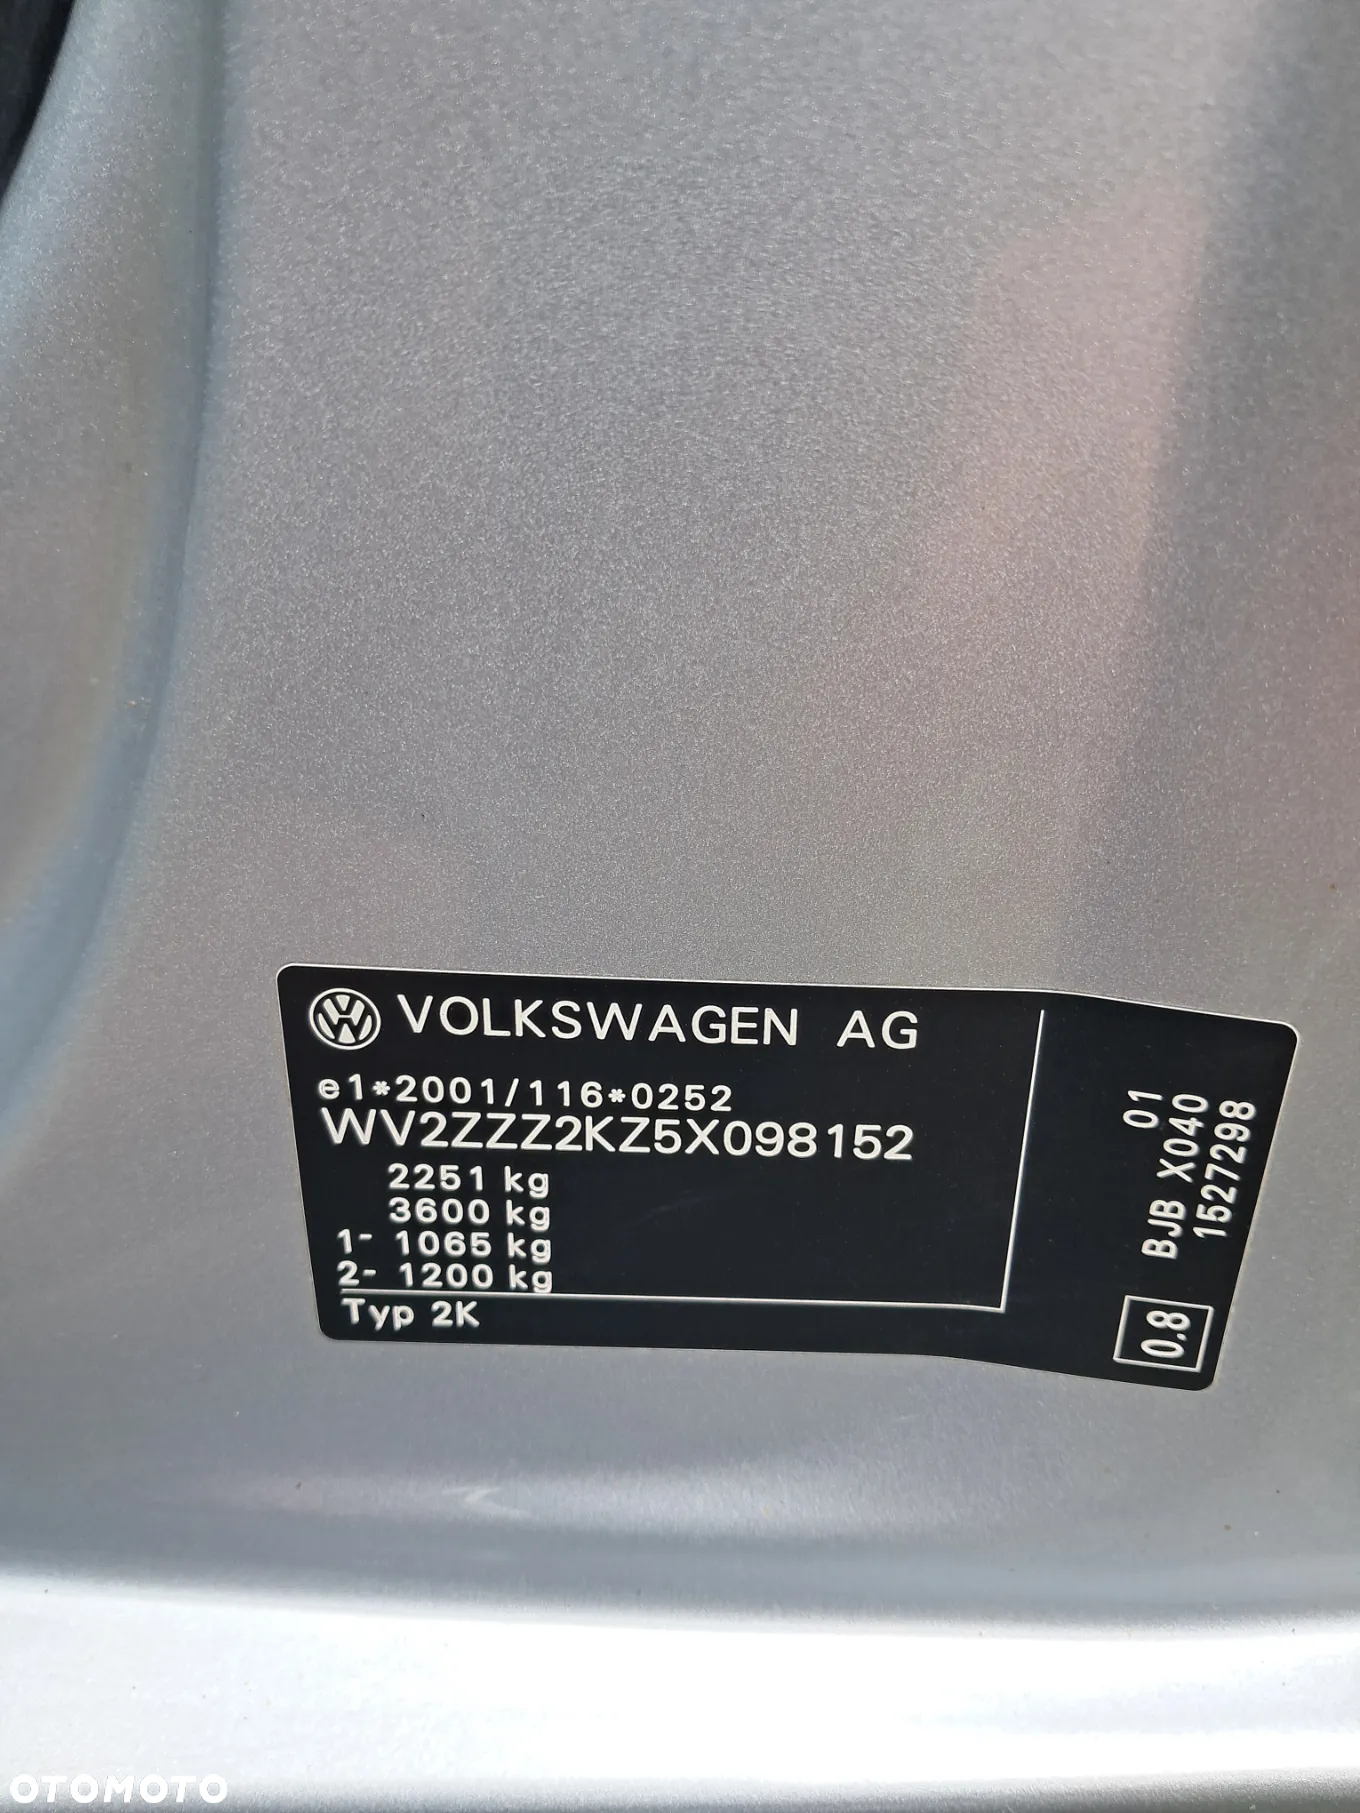 VOLKSWAGEN AG
e1*2001/116*0252
WV2ZZZ2KZ5X098152
2251 kg
3600 kg
1- 1065 kg
2- 1200 kg
Typ 2K
01
BJB X040
1527298
0.8
OTOMOTO